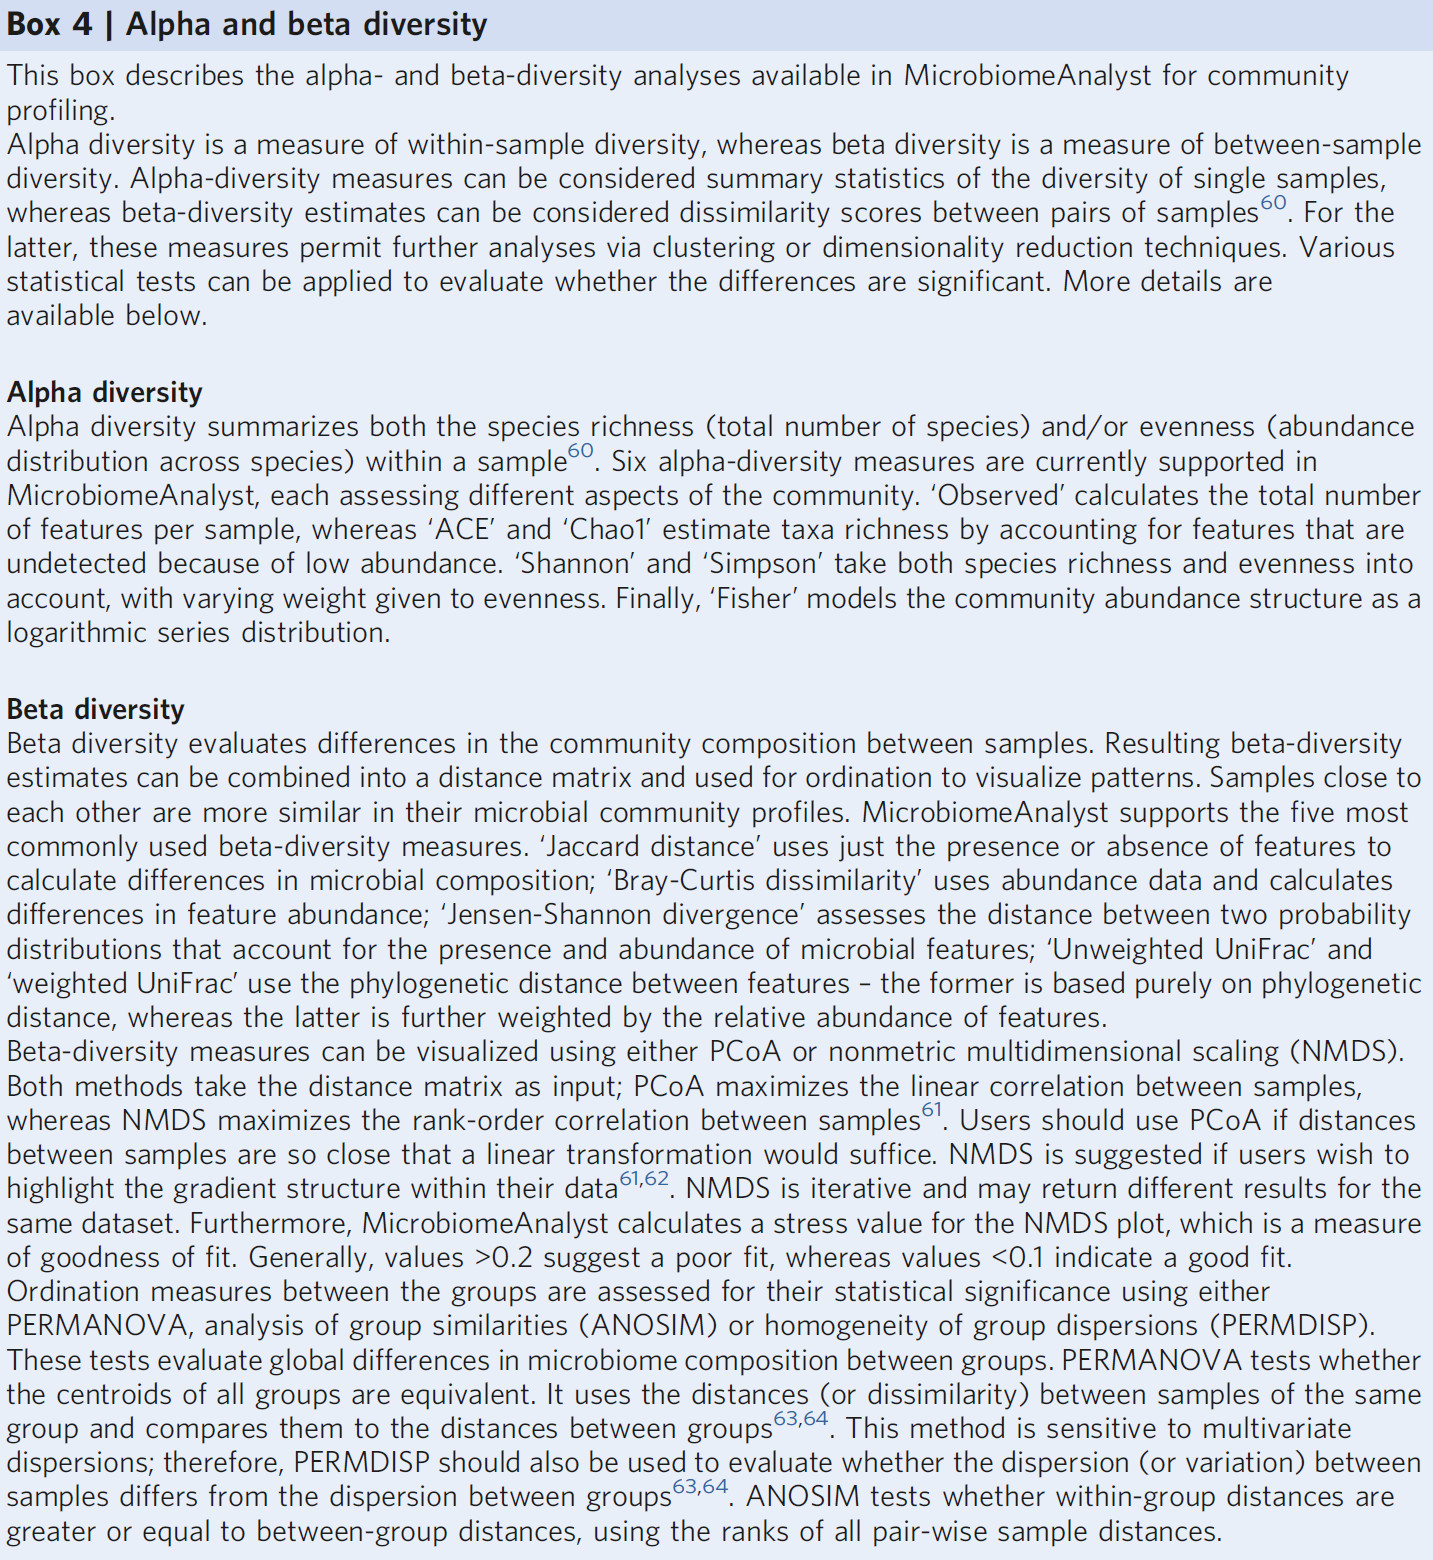 Box 4 | Alpha and beta diversity
This box describes the alpha- and beta-diversity analyses available in MicrobiomeAnalyst for community
profiling.
Alpha diversity is a measure of within-sample diversity, whereas beta diversity is a measure of between-sample
diversity. Alpha-diversity measures can be considered summary statistics of the diversity of single samples,
whereas beta-diversity estimates can be considered dissimilarity scores between pairs of samples60. For the
latter, these measures permit further analyses via clustering or dimensionality reduction techniques. Various
statistical tests can be applied to evaluate whether the differences are significant. More details are
available below.
Alpha diversity
Alpha diversity summarizes both the species richness (total number of species) and/or evenness (abundance
distribution across species) within a sample60. Six alpha-diversity measures are currently supported in
MicrobiomeAnalyst, each assessing different aspects of the community. ‘Observed’ calculates the total number
of features per sample, whereas ‘ACE’ and ‘Chao1’ estimate taxa richness by accounting for features that are
undetected because of low abundance. ‘Shannon’ and ‘Simpson’ take both species richness and evenness into
account, with varying weight given to evenness. Finally, ‘Fisher’ models the community abundance structure as a
logarithmic series distribution.
Beta diversity
Beta diversity evaluates differences in the community composition between samples. Resulting beta-diversity
estimates can be combined into a distance matrix and used for ordination to visualize patterns. Samples close to
each other are more similar in their microbial community profiles. MicrobiomeAnalyst supports the five most
commonly used beta-diversity measures. ‘Jaccard distance’ uses just the presence or absence of features to
calculate differences in microbial composition; ‘Bray-Curtis dissimilarity’ uses abundance data and calculates
differences in feature abundance; ‘Jensen-Shannon divergence’ assesses the distance between two probability
distributions that account for the presence and abundance of microbial features; ‘Unweighted UniFrac’ and
‘weighted UniFrac’ use the phylogenetic distance between features – the former is based purely on phylogenetic
distance, whereas the latter is further weighted by the relative abundance of features.
Beta-diversity measures can be visualized using either PCoA or nonmetric multidimensional scaling (NMDS).
Both methods take the distance matrix as input; PCoA maximizes the linear correlation between samples,
whereas NMDS maximizes the rank-order correlation between samples61. Users should use PCoA if distances
between samples are so close that a linear transformation would suffice. NMDS is suggested if users wish to
highlight the gradient structure within their data61,62. NMDS is iterative and may return different results for the
same dataset. Furthermore, MicrobiomeAnalyst calculates a stress value for the NMDS plot, which is a measure
of goodness of fit. Generally, values >0.2 suggest a poor fit, whereas values <0.1 indicate a good fit.
Ordination measures between the groups are assessed for their statistical significance using either
PERMANOVA, analysis of group similarities (ANOSIM) or homogeneity of group dispersions (PERMDISP).
These tests evaluate global differences in microbiome composition between groups. PERMANOVA tests whether
the centroids of all groups are equivalent. It uses the distances (or dissimilarity) between samples of the same
group and compares them to the distances between groups63,64. This method is sensitive to multivariate
dispersions; therefore, PERMDISP should also be used to evaluate whether the dispersion (or variation) between
samples differs from the dispersion between groups63,64. ANOSIM tests whether within-group distances are
greater or equal to between-group distances, using the ranks of all pair-wise sample distances.